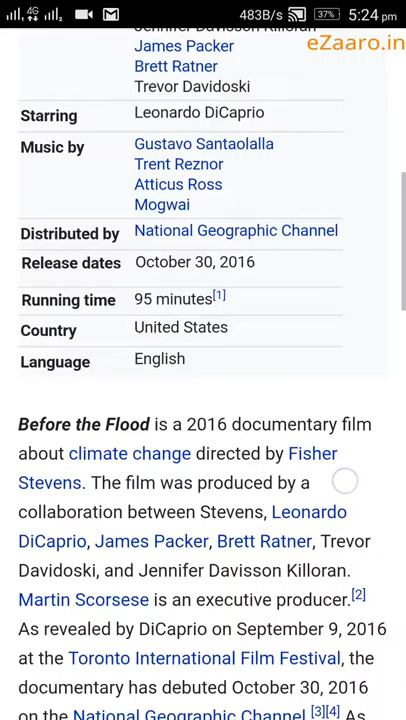 4G 483B/s 37% 5:24 pm
eZaaro.in
Jennifer Davisson Killoran
James Packer
Brett Ratner
Trevor Davidoski
Starring Leonardo DiCaprio
Music by Gustavo Santaolalla
Trent Reznor
Atticus Ross
Mogwai
Distributed by National Geographic Channel
Release dates October 30, 2016
Running time 95 minutes[1]
Country United States
Language English
Before the Flood is a 2016 documentary film
about climate change directed by Fisher
Stevens. The film was produced by a
collaboration between Stevens, Leonardo
DiCaprio, James Packer, Brett Ratner, Trevor
Davidoski, and Jennifer Davisson Killoran.
Martin Scorsese is an executive producer.[2]
As revealed by DiCaprio on September 9, 2016
at the Toronto International Film Festival, the
documentary has debuted October 30, 2016
on the National Geographic Channel.[3][4] As